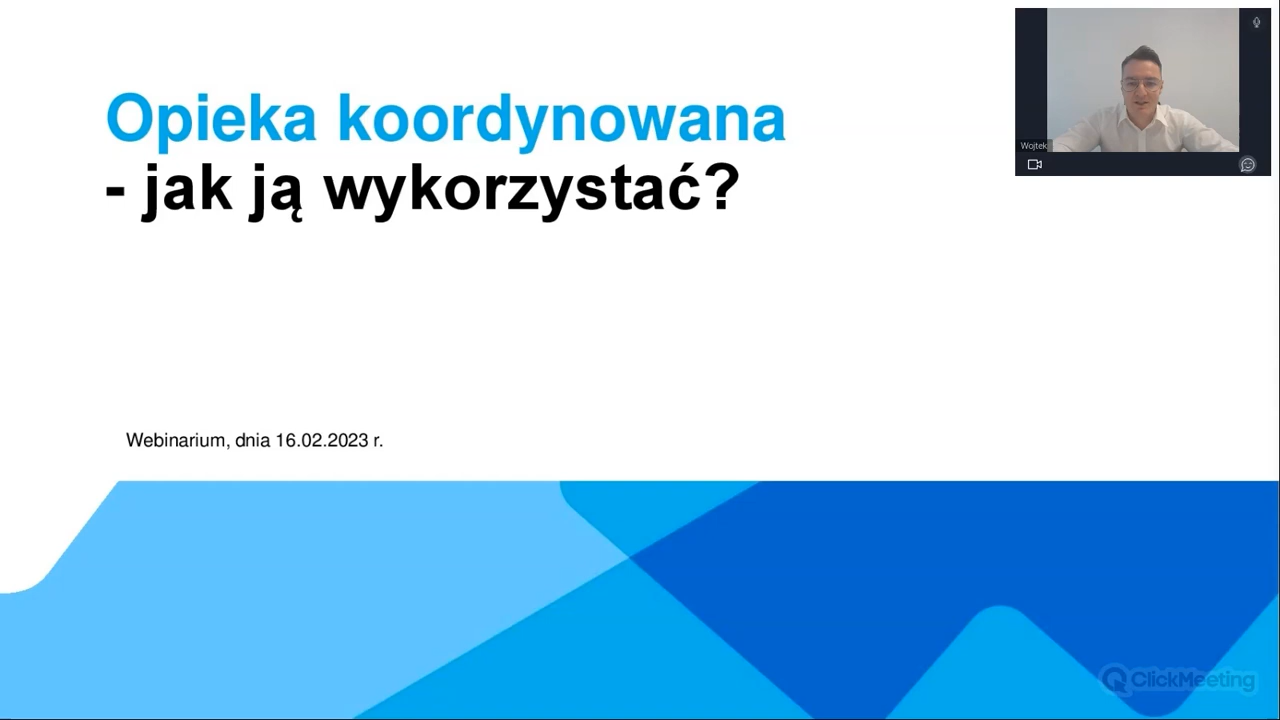 Opieka koordynowana
- jak ją wykorzystać?
Wojtek
Webinarium, dnia 16.02.2023 r.
ClickMeeting